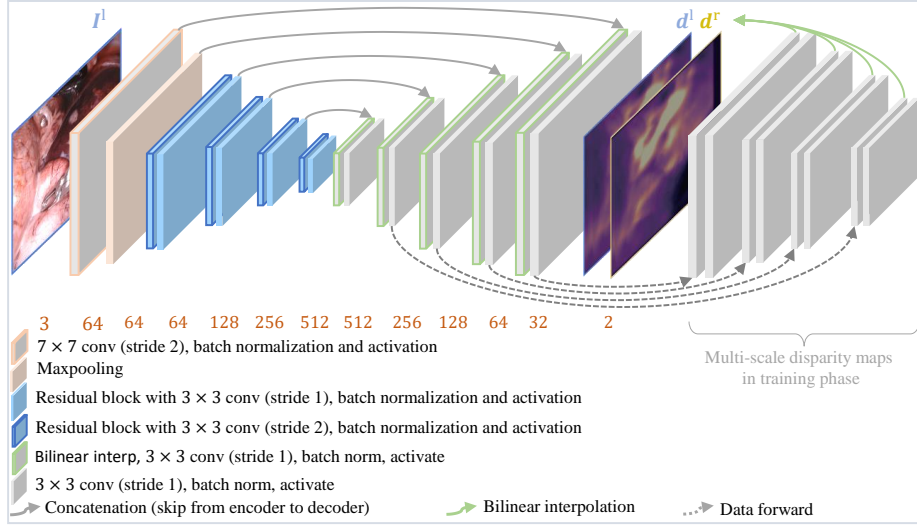 I^l
d^l d^r
3 64 64 64 128 256 512 512 256 128 64 32 2
Multi-scale disparity maps
in training phase
7 × 7 conv (stride 2), batch normalization and activation
Maxpooling
Residual block with 3 × 3 conv (stride 1), batch normalization and activation
Residual block with 3 × 3 conv (stride 2), batch normalization and activation
Bilinear interp, 3 × 3 conv (stride 1), batch norm, activate
3 × 3 conv (stride 1), batch norm, activate
Concatenation (skip from encoder to decoder) Bilinear interpolation Data forward